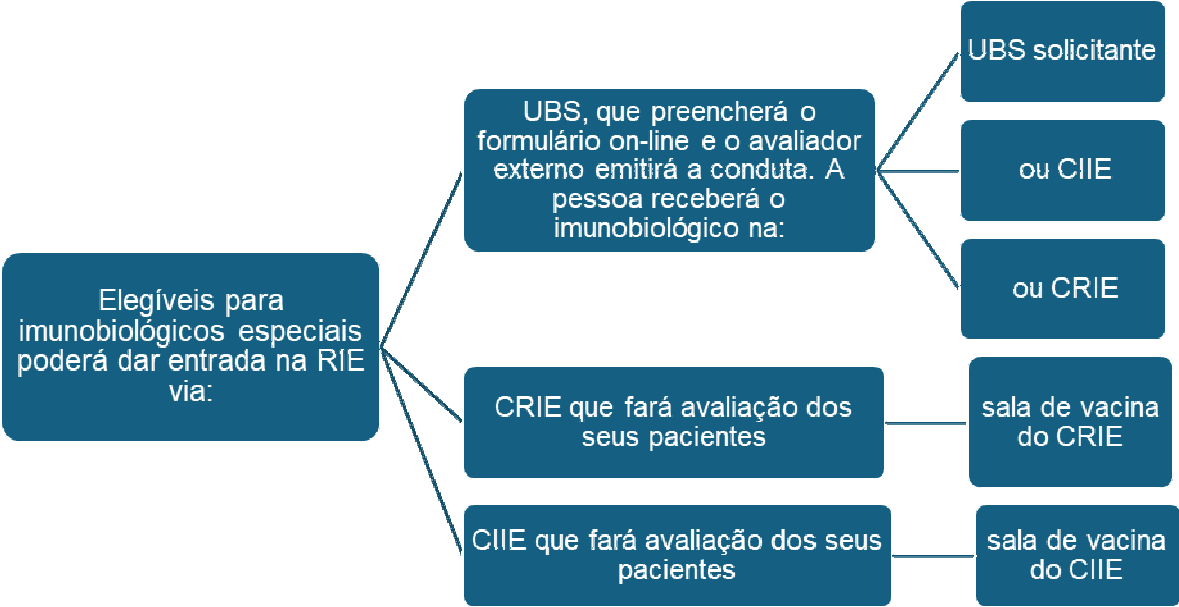 Elegíveis para
imunobiológicos especiais
poderá dar entrada na RIE
via:
UBS, que preencherá o
formulário on-line e o avaliador
externo emitirá a conduta. A
pessoa receberá o
imunobiológico na:
UBS solicitante
ou CIIE
ou CRIE
CRIE que fará avaliação dos
seus pacientes
sala de vacina
do CRIE
CIIE que fará avaliação dos seus
pacientes
sala de vacina
do CIIE